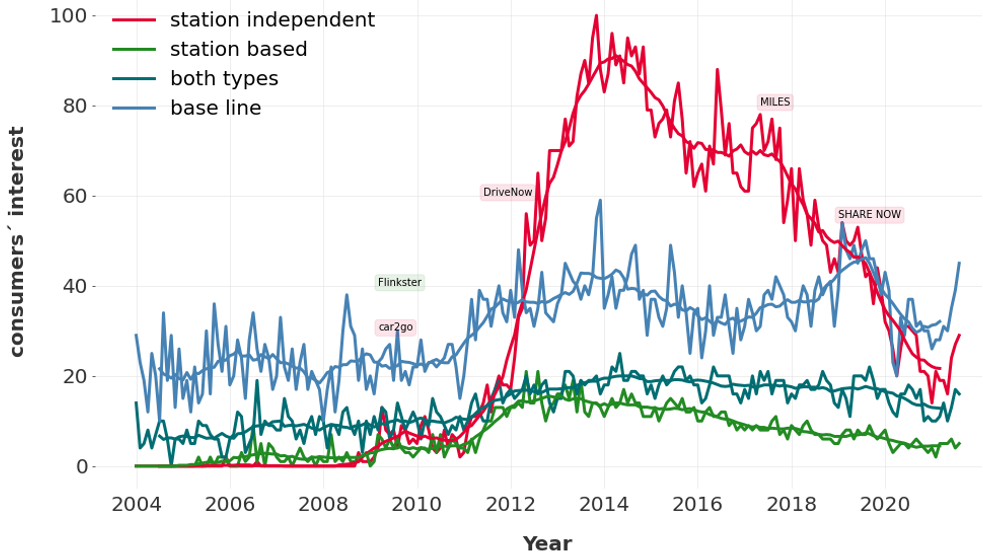 station independent
station based
both types
base line
100
80
60
40
20
0
consumers´ interest
MILES
DriveNow
SHARE NOW
Flinkster
car2go
2004 2006 2008 2010 2012 2014 2016 2018 2020
Year